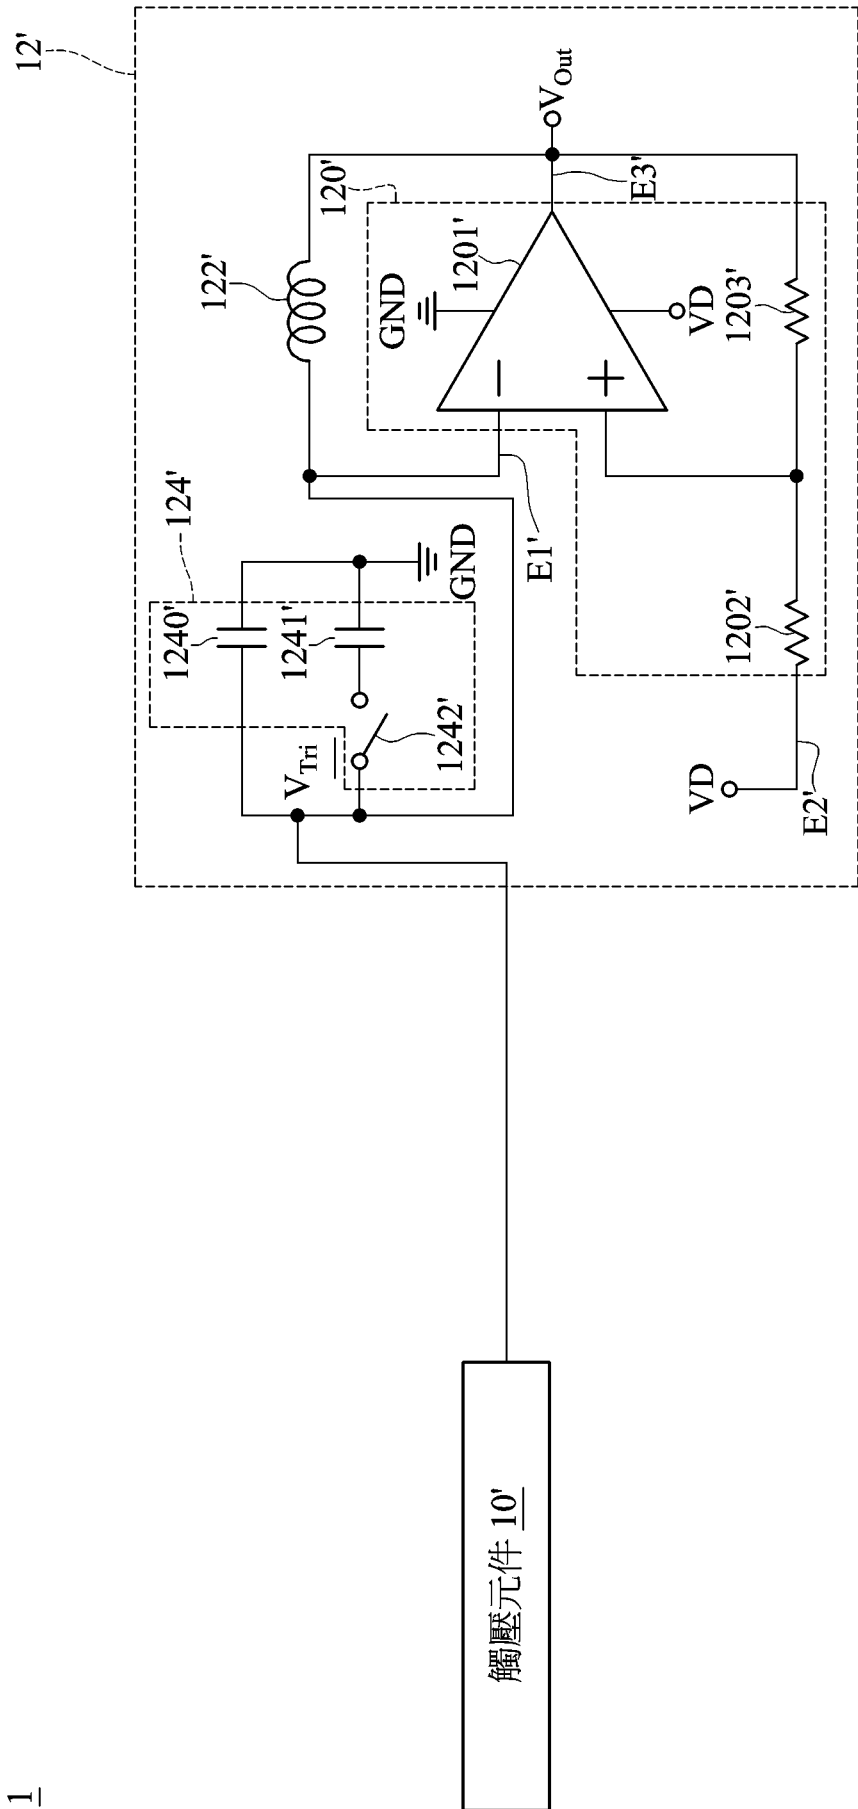 1
觸壓元件 10'
12'
124'
1240'
1241'
V_Tri
1242'
GND
122'
120'
GND
1201'
V_Out
E3'
E1'
VD
1203'
1202'
VD
E2'
−
+